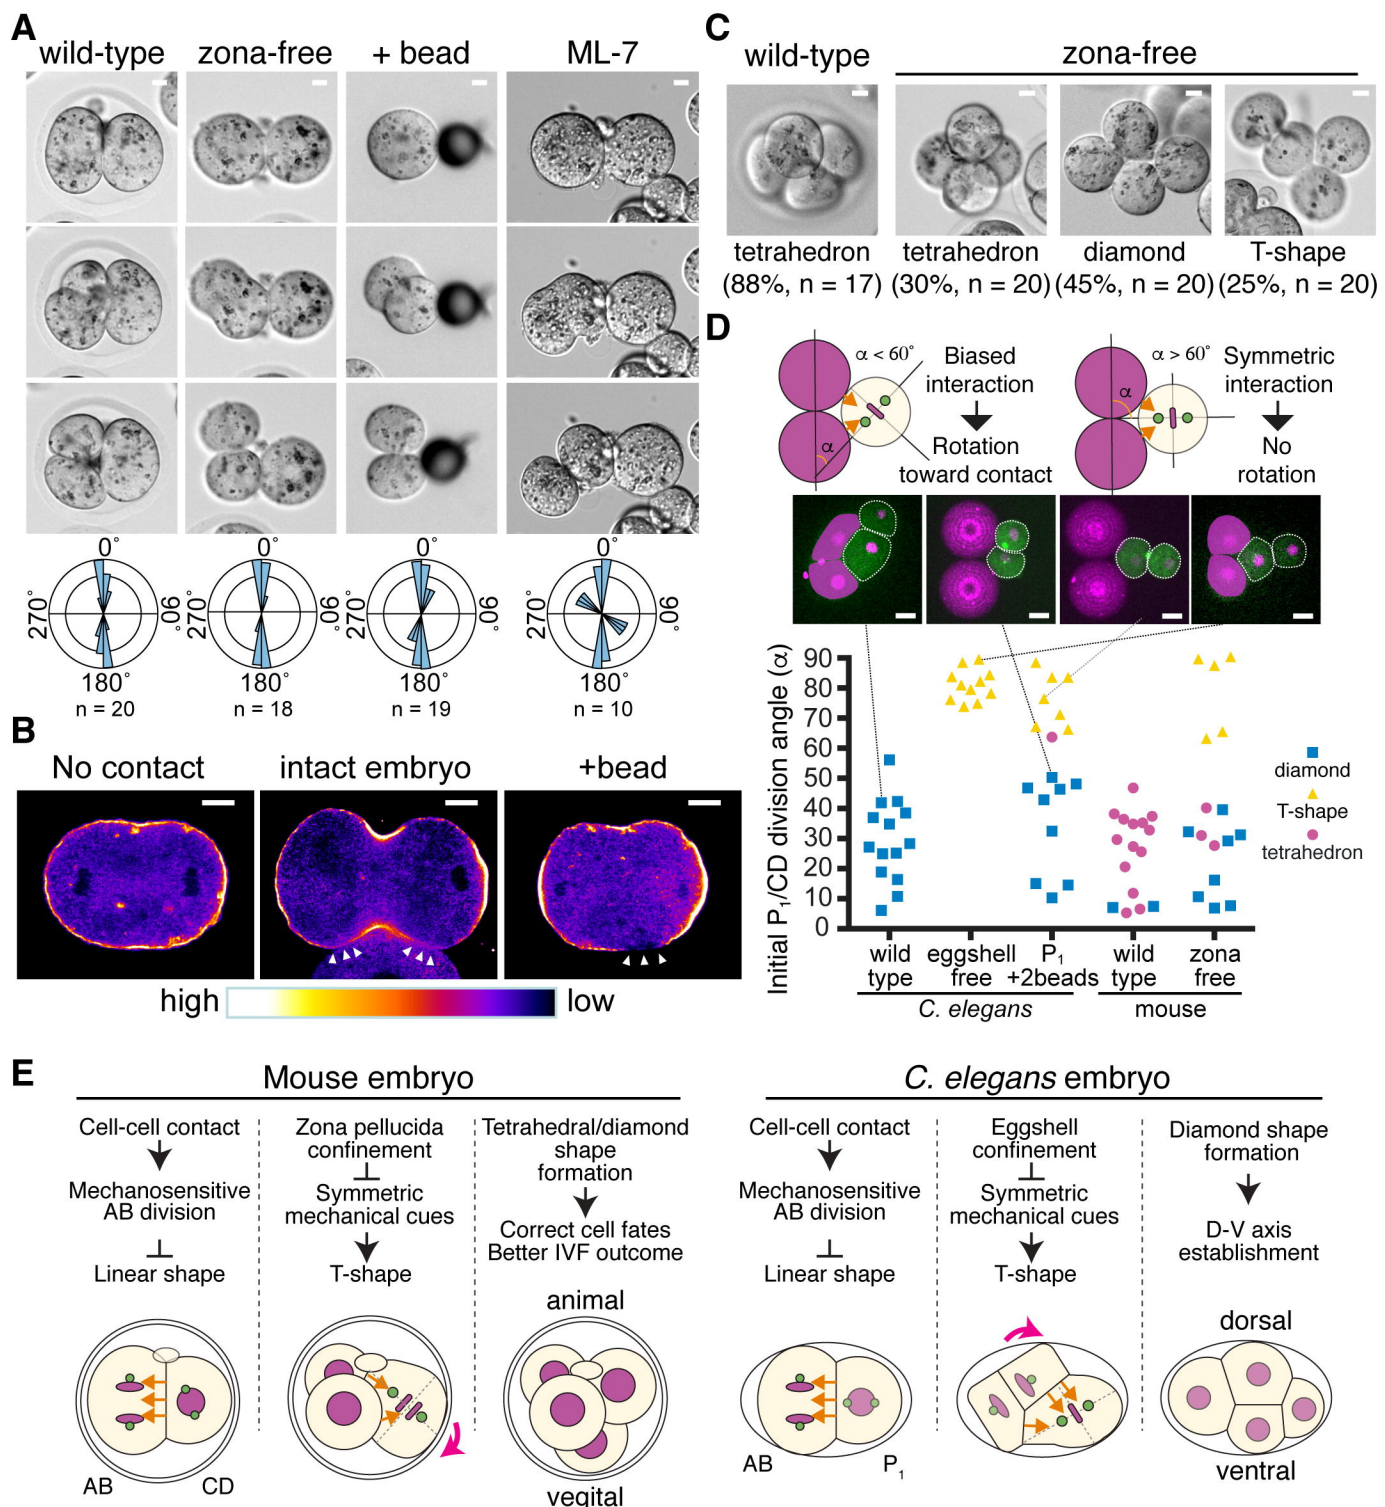 A
wild-type
zona-free
+ bead
ML-7
0°
90°
180°
270°
n = 20
0°
90°
180°
270°
n = 18
0°
90°
180°
270°
n = 19
0°
90°
180°
270°
n = 10
B
No contact
intact embryo
+bead
high
low
C
wild-type
zona-free
tetrahedron
(88%, n = 17)
tetrahedron
(30%, n = 20)
diamond
(45%, n = 20)
T-shape
(25%, n = 20)
D
α < 60°
α
Biased
interaction
Rotation
toward contact
α > 60°
α
Symmetric
interaction
No
rotation
Initial P1/CD division angle (α)
90
80
70
60
50
40
30
20
10
0
wild
type
eggshell
free
P1
+2beads
wild
type
zona
free
C. elegans
mouse
diamond
T-shape
tetrahedron
E
Mouse embryo
Cell-cell contact
Mechanosensitive
AB division
Linear shape
AB
CD
Zona pellucida
confinement
Symmetric
mechanical cues
T-shape
Tetrahedral/diamond
shape
formation
Correct cell fates
Better IVF outcome
animal
vegital
C. elegans embryo
Cell-cell contact
Mechanosensitive
AB division
Linear shape
AB
P1
Eggshell
confinement
Symmetric
mechanical cues
T-shape
Diamond shape
formation
D-V axis
establishment
dorsal
ventral